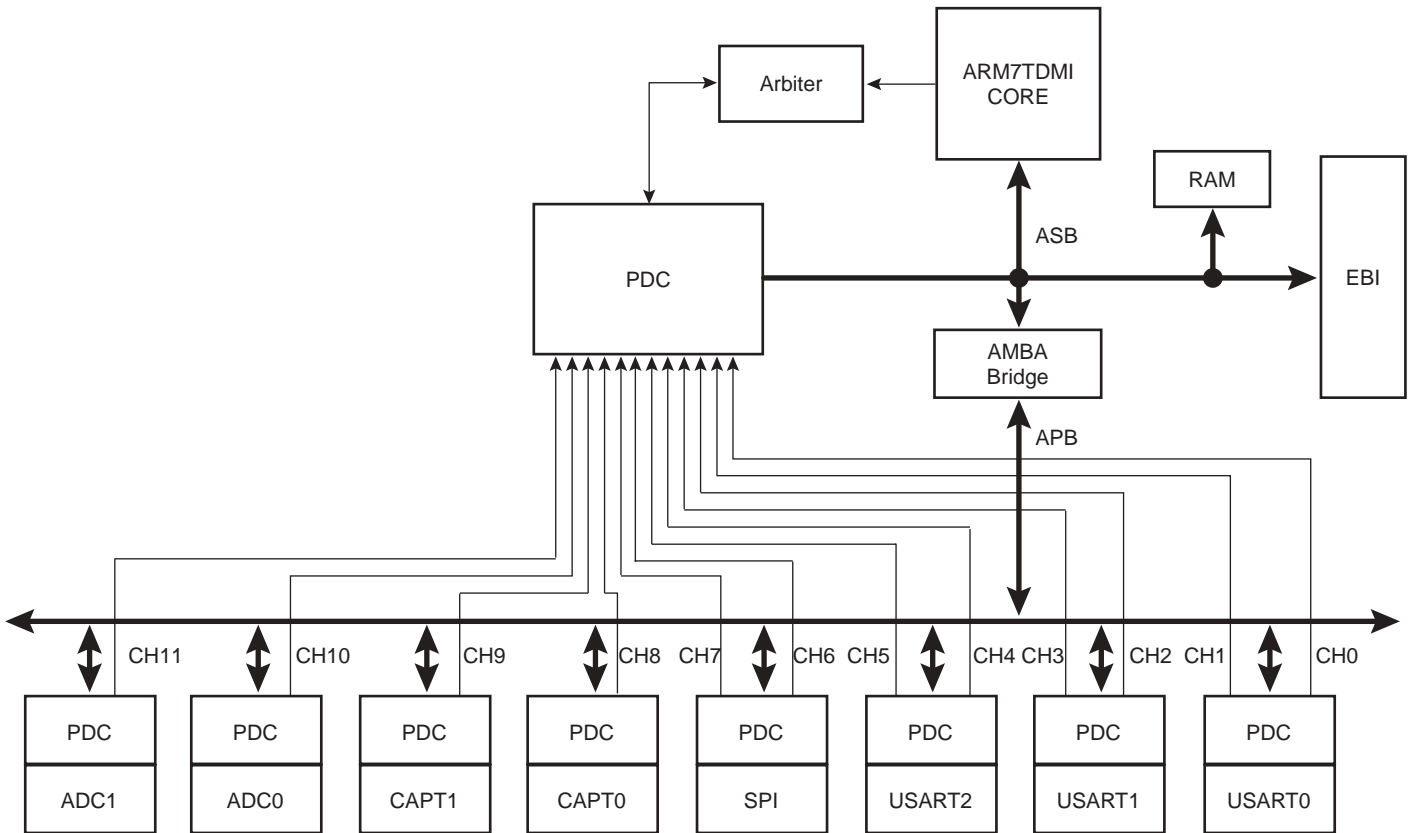 ARM7TDMI
CORE
Arbiter
RAM
ASB
PDC
EBI
AMBA
Bridge
APB
CH11
CH10
CH9
CH8
CH7
CH6
CH5
CH4
CH3
CH2
CH1
CH0
PDC
PDC
PDC
PDC
PDC
PDC
PDC
PDC
ADC1
ADC0
CAPT1
CAPT0
SPI
USART2
USART1
USART0